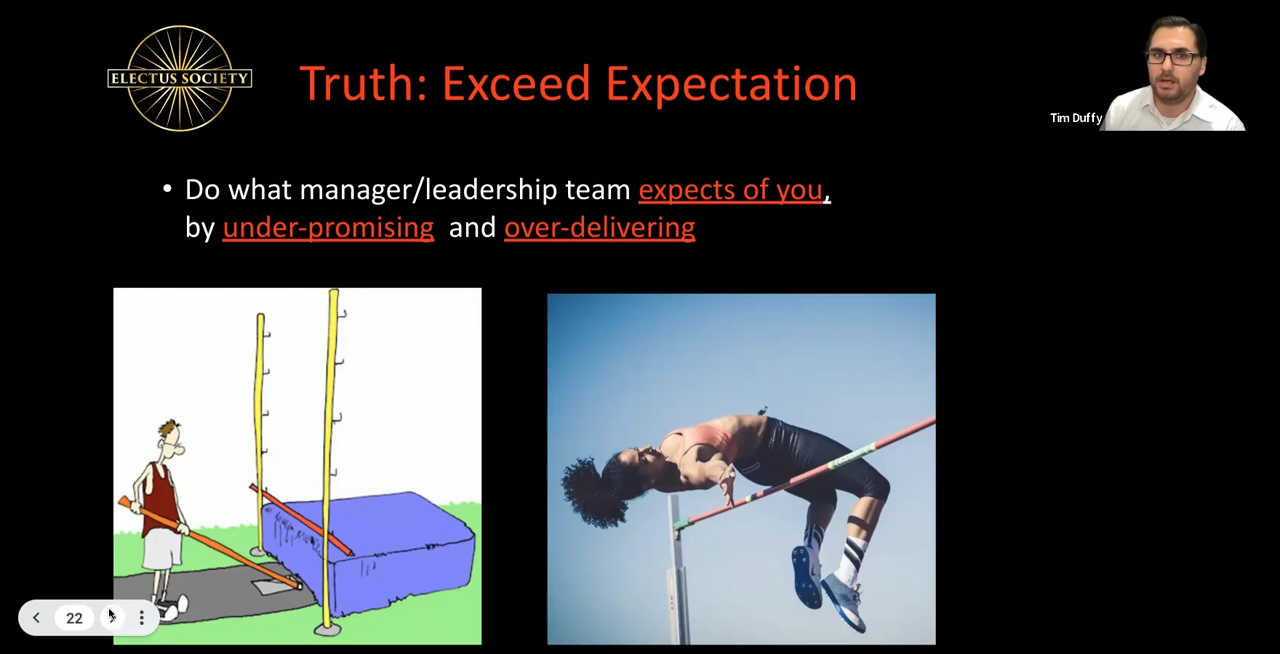 ELECTUS SOCIETY
Truth: Exceed Expectation
Tim Duffy
• Do what manager/leadership team expects of you,
by under-promising and over-delivering
22